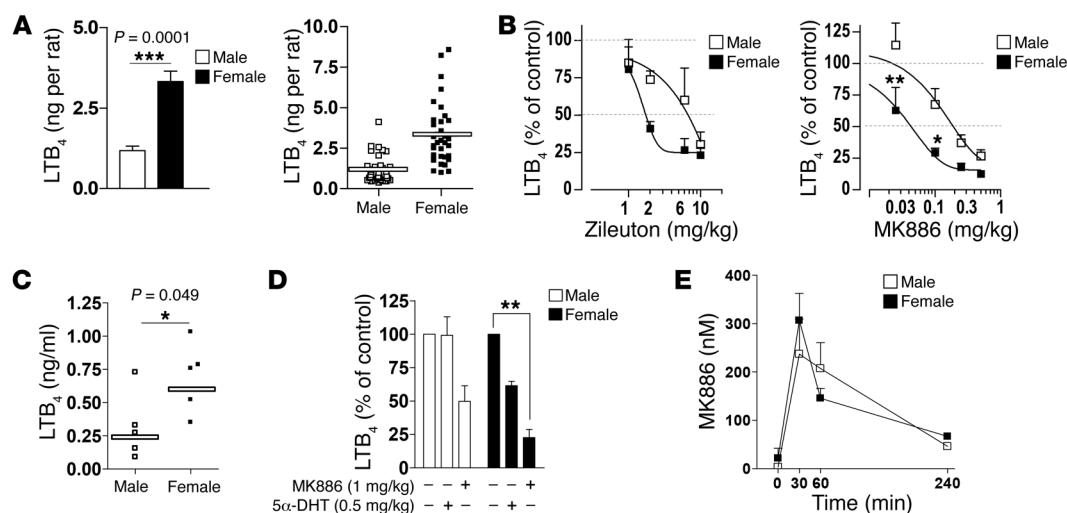 A
LTB4 (ng per rat)
5.0
2.5
0.0
P = 0.0001
***
Male
Female
LTB4 (ng per rat)
10.0
7.5
5.0
2.5
0.0
Male Female
B
LTB4 (% of control)
100
75
50
25
0
Male
Female
1 2 6 10
Zileuton (mg/kg)
LTB4 (% of control)
125
100
75
50
25
0
**
*
Male
Female
0.03 0.1 0.3 1
MK886 (mg/kg)
C
LTB4 (ng/ml)
1.25
1.00
0.75
0.50
0.25
0.00
P = 0.049
*
Male Female
D
LTB4 (% of control)
125
100
75
50
25
0
**
Male
Female
MK886 (1 mg/kg) – – + – – +
5α-DHT (0.5 mg/kg) – + – – + –
E
MK886 (nM)
400
300
200
100
0
Male
Female
0 30 60 240
Time (min)